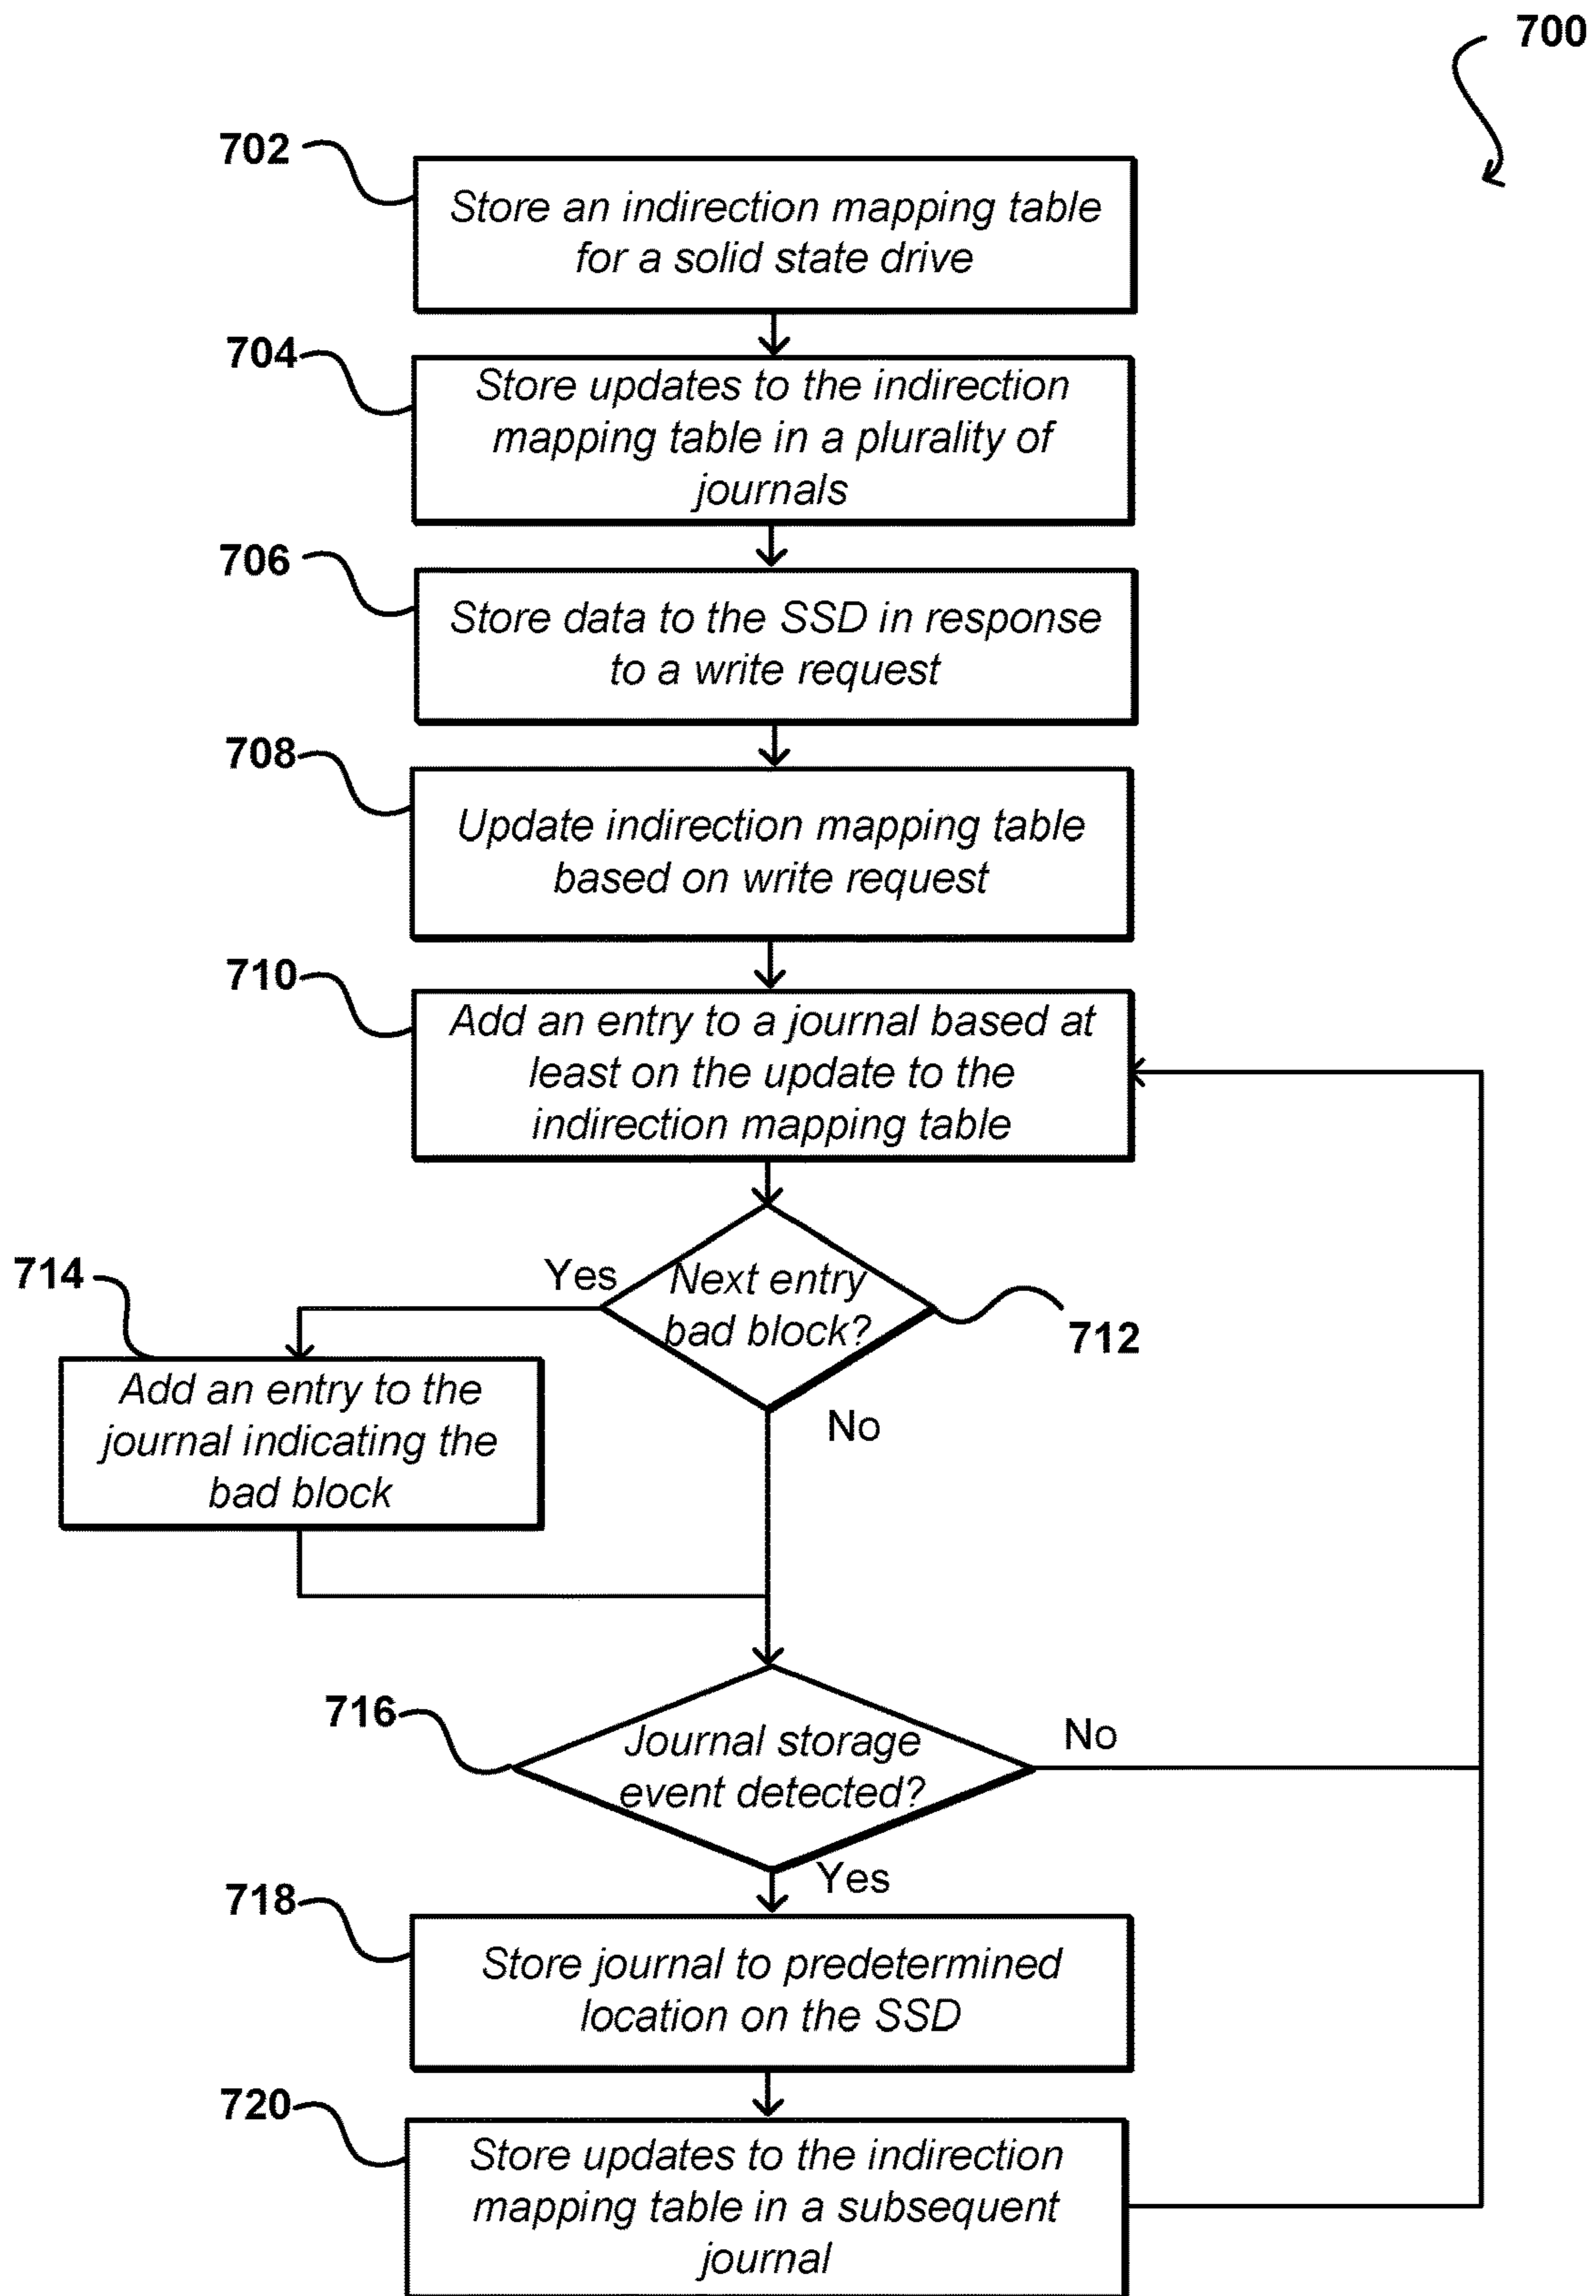 700
702
Store an indirection mapping table
for a solid state drive
704
Store updates to the indirection
mapping table in a plurality of
journals
706
Store data to the SSD in response
to a write request
708
Update indirection mapping table
based on write request
710
Add an entry to a journal based at
least on the update to the
indirection mapping table
714
Yes
Next entry
bad block?
712
Add an entry to the
journal indicating the
bad block
No
716
Journal storage
event detected?
No
Yes
718
Store journal to predetermined
location on the SSD
720
Store updates to the indirection
mapping table in a subsequent
journal